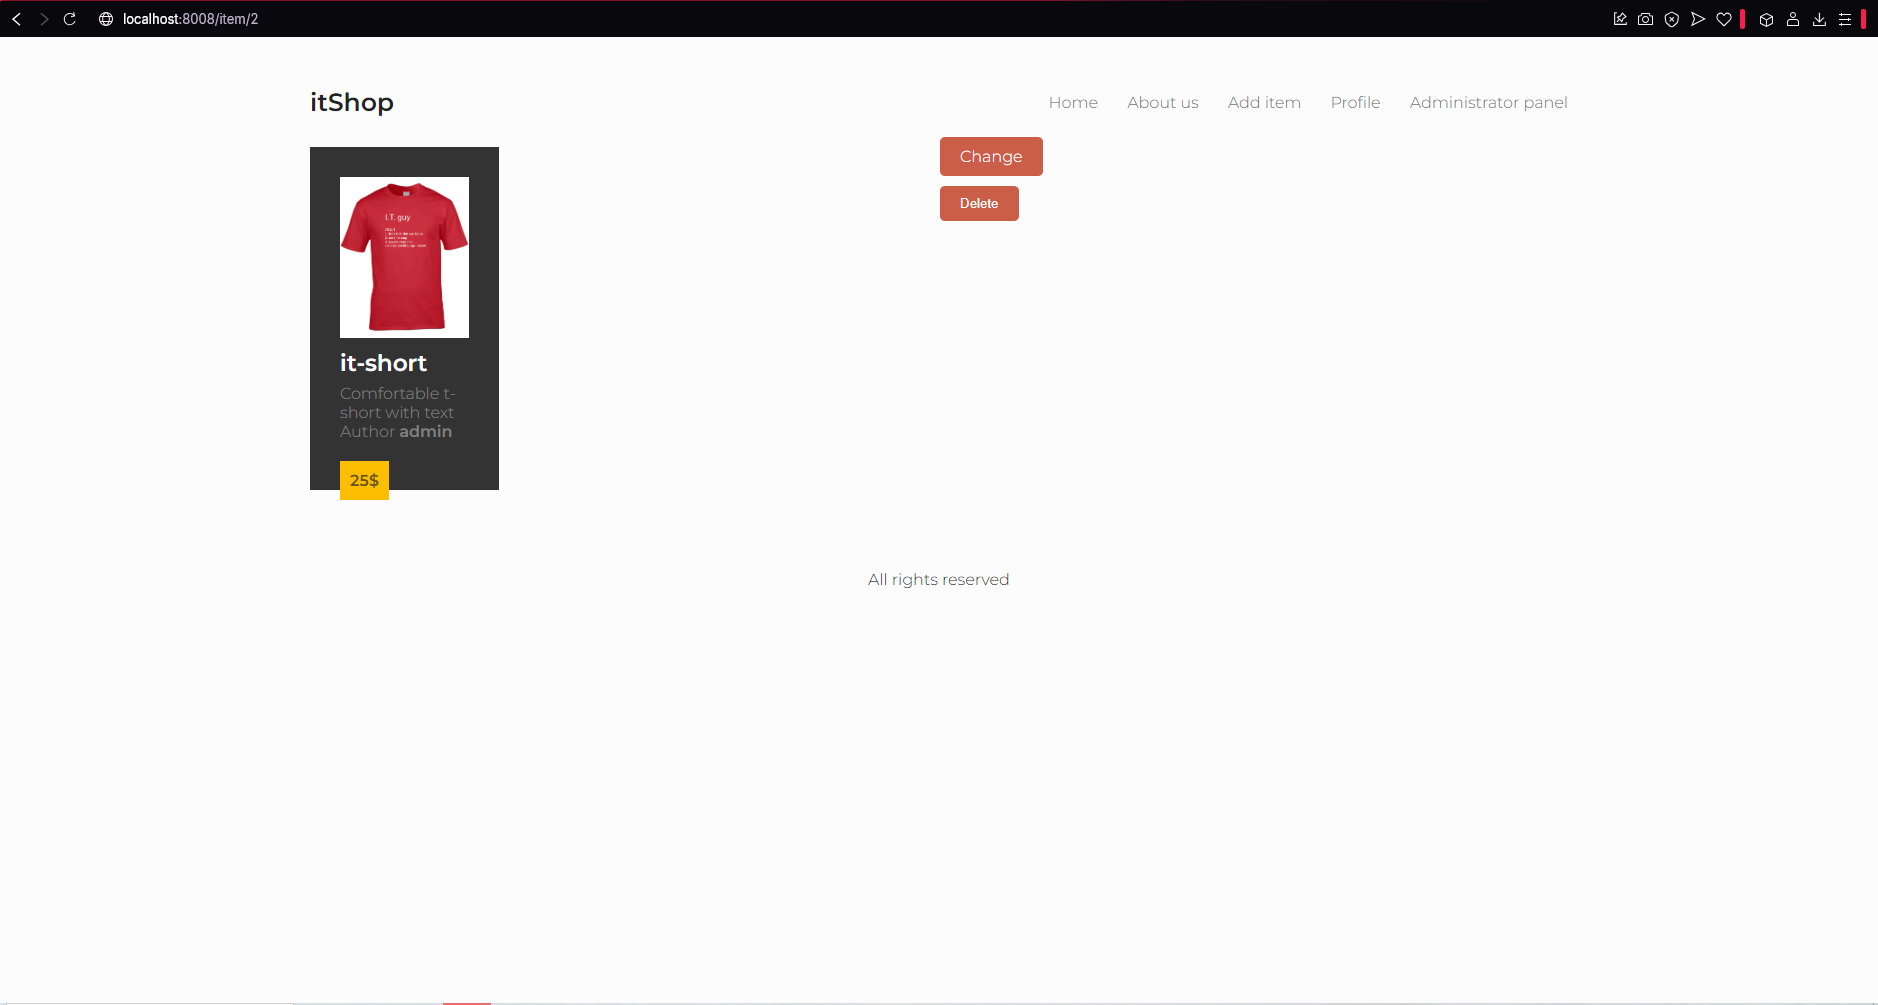 localhost:8008/item/2
itShop
Home About us Add item Profile Administrator panel
Change
Delete
I.T. guy
it-short
Comfortable t-
short with text
Author admin
25$
All rights reserved